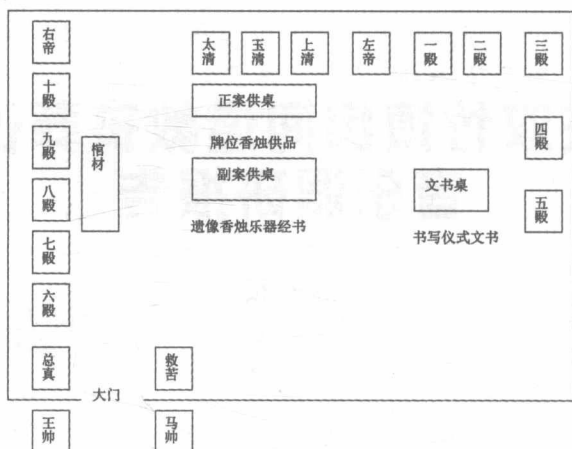 右帝
太清
玉清
上清
左帝
一殿
二殿
三殿
十殿
正案供桌
九殿
棺材
牌位香烛供品
四殿
副案供桌
八殿
文书桌
五殿
遗像香烛乐器经书
书写仪式文书
七殿
六殿
总真
救苦
大门
王帅
马帅